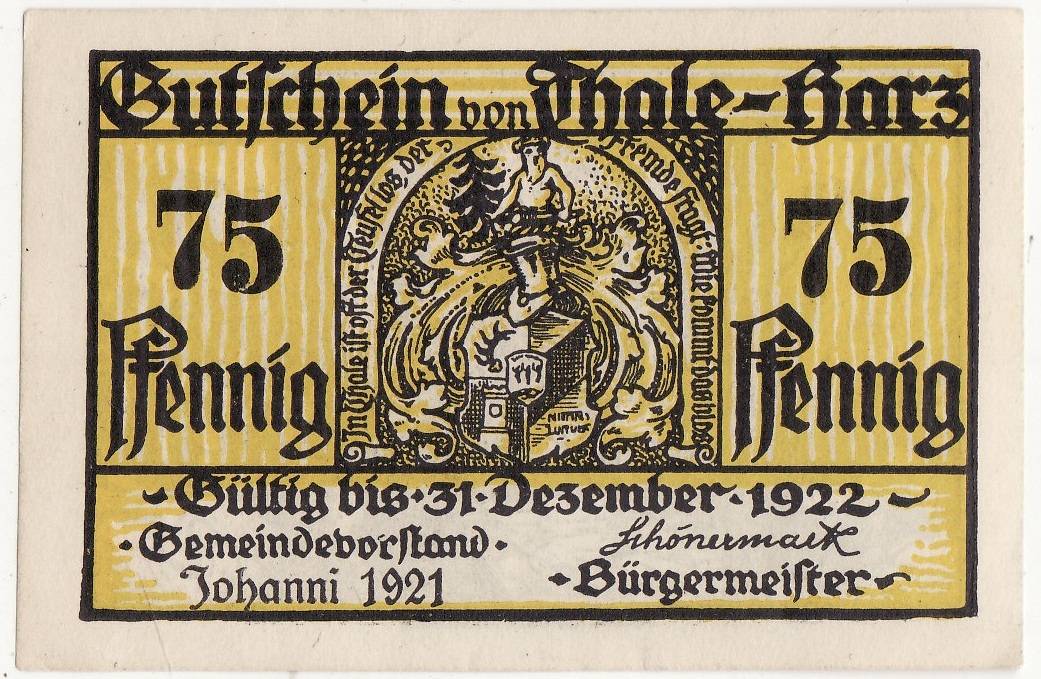 Gutschein von Thale-Harz
75
Pfennig
In Thale ist oft der Teufel los, der
Fremde fragt: Wie kommt das bloß
75
Pfennig
Gültig bis·31·Dezember·1922
·Gemeindevorstand·
Johanni 1921
Schönermark
·Bürgermeister